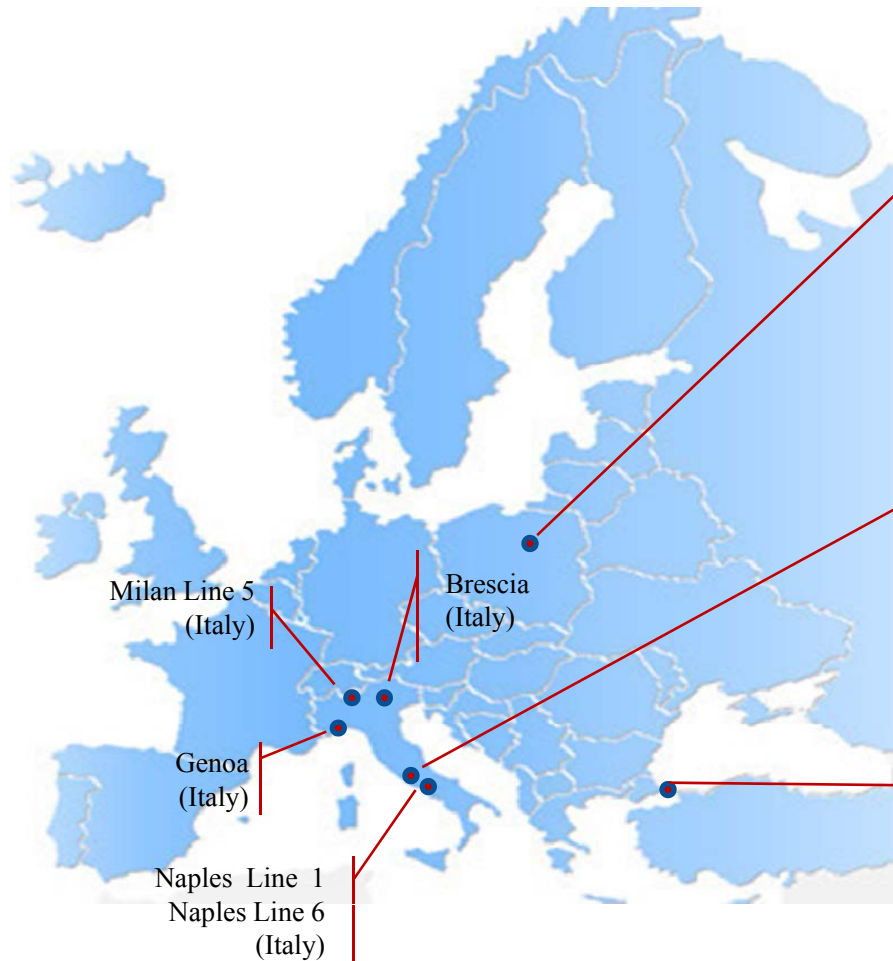 Milan Line 5
(Italy)
Brescia
(Italy)
Genoa
(Italy)
Naples Line 1
Naples Line 6
(Italy)